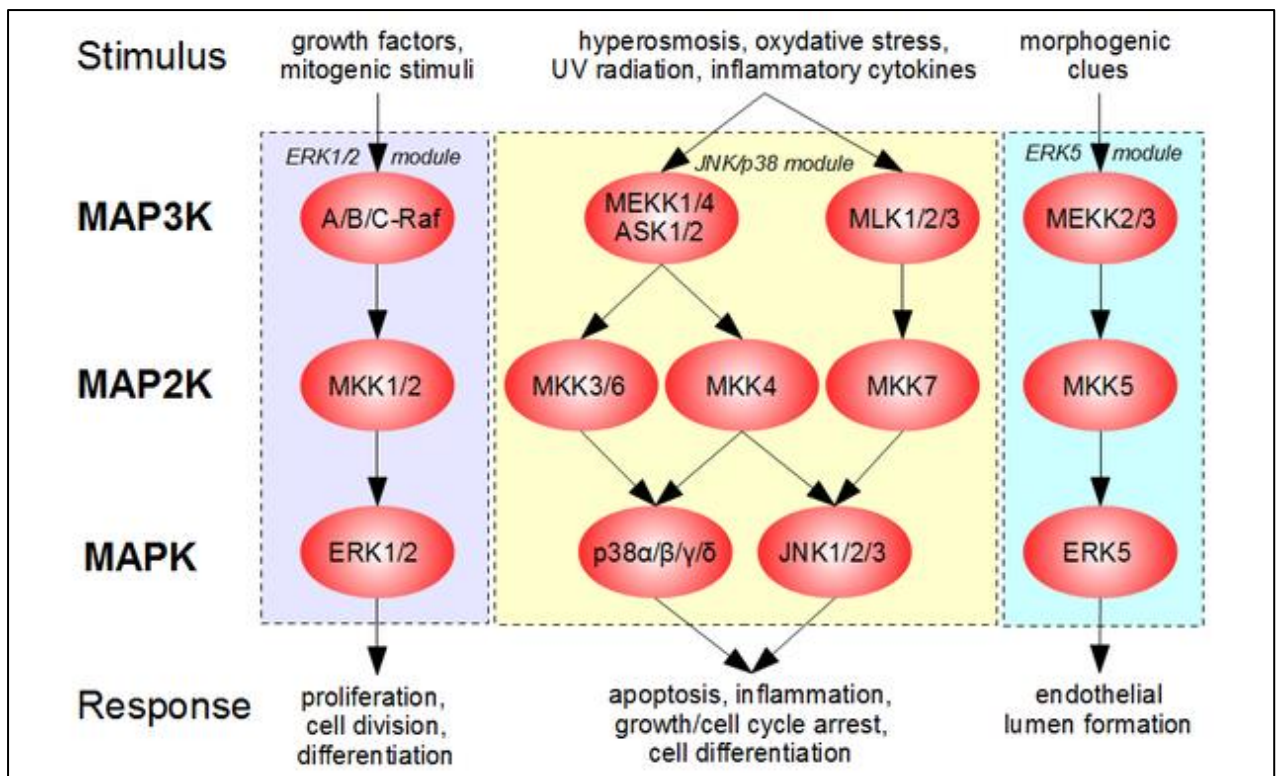 Stimulus
growth factors,
mitogenic stimuli
hyperosmosis, oxydative stress,
UV radiation, inflammatory cytokines
morphogenic
clues
ERK1/2 module
JNK/p38 module
ERK5 module
MAP3K
A/B/C-Raf
MEKK1/4
ASK1/2
MLK1/2/3
MEKK2/3
MAP2K
MKK1/2
MKK3/6
MKK4
MKK7
MKK5
MAPK
ERK1/2
p38α/β/γ/δ
JNK1/2/3
ERK5
Response
proliferation,
cell division,
differentiation
apoptosis, inflammation,
growth/cell cycle arrest,
cell differentiation
endothelial
lumen formation